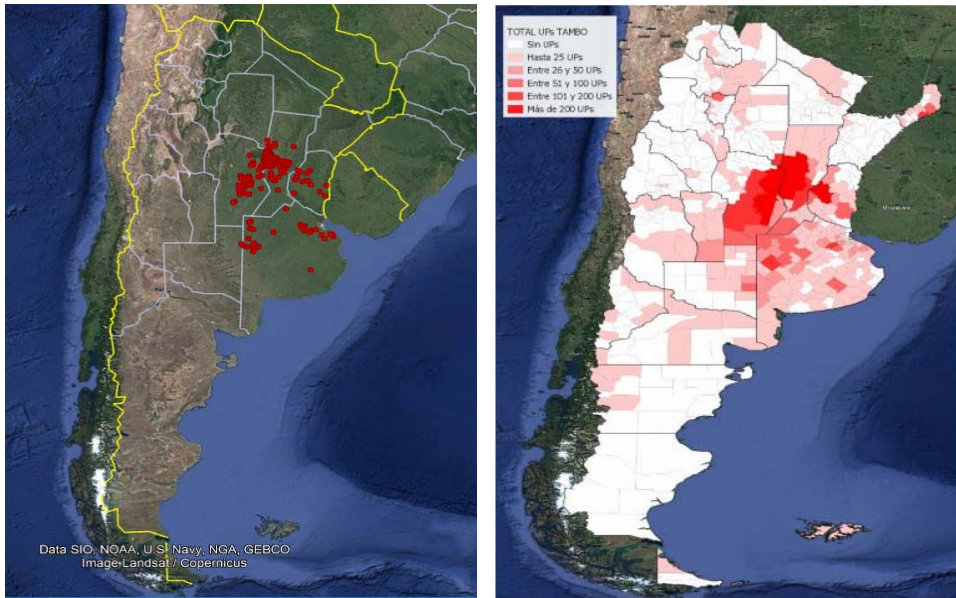 Data SIO, NOAA, U.S. Navy, NGA, GEBCO
Image Landsat / Copernicus
TOTAL UPs TAMBO
Sin UPs
Hasta 25 UPs
Entre 26 y 50 UPs
Entre 51 y 100 UPs
Entre 101 y 200 UPs
Más de 200 UPs